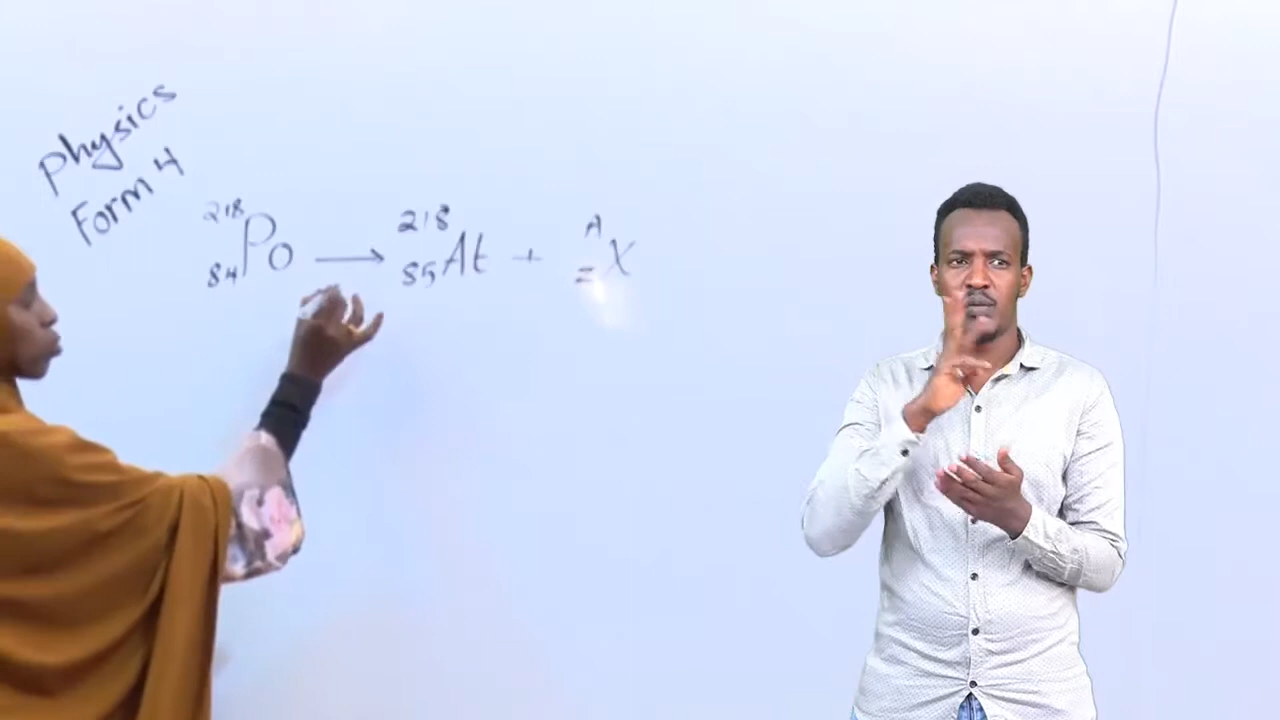 Physics
Form 4
²¹⁸₈₄Po → ²¹⁸₈₅At + ᴬX